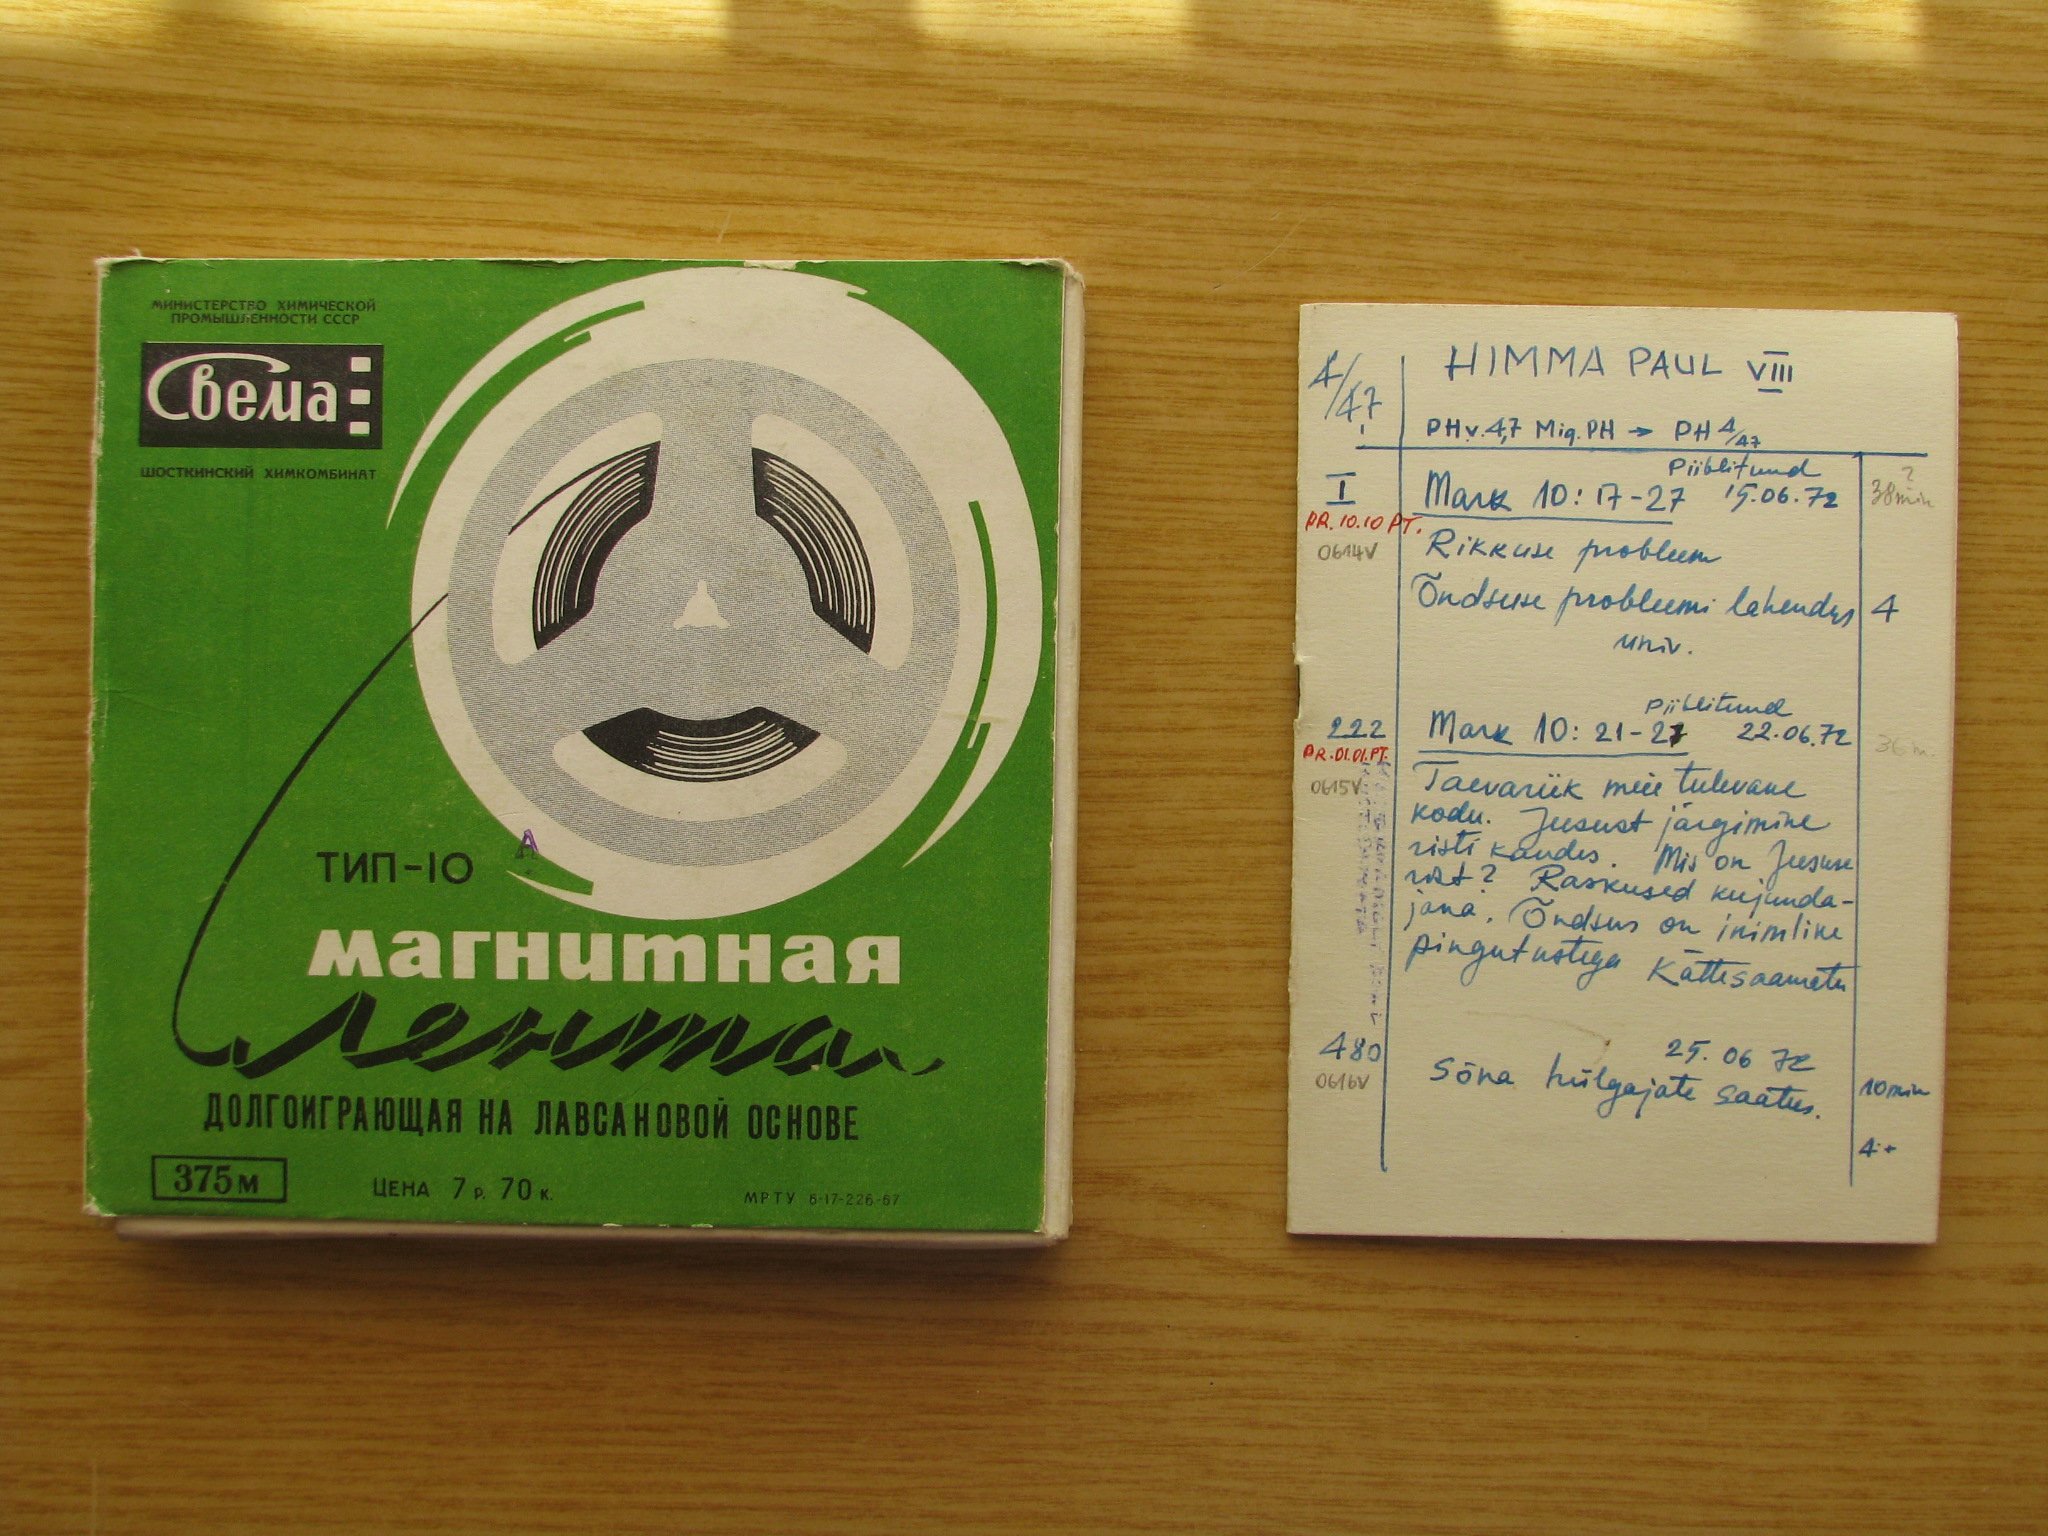 МИНИСТЕРСТВО ХИМИЧЕСКОЙ
ПРОМЫШЛЕННОСТИ СССР
Свема
ШОСТКИНСКИЙ ХИМКОМБИНАТ
ТИП-10
А
магнитная
лента
ДОЛГОИГРАЮЩАЯ НА ЛАВСАНОВОЙ ОСНОВЕ
375м
ЦЕНА 7 р. 70 к.
МРТУ 6-17-226-67
4/47
HIMMA PAUL VIII
PHv. 4,7 Mig. PH → PH 4/47
Piiblitund
I Mark 10: 17-27 15.06.72 38min ?
PR. 10.10 PT.
0614V Rikkuse probleem
Õndsuse probleemi lahendus 4
univ.
Piiblitund
222 Mark 10: 21-27 22.06.72 36m.
PR. 01.01. PT.
0615V Taevariik meie tulevane
kodu. Jeesust järgimine
risti kandes. Mis on Jeesuse
rist? Raskused kujunda-
jana. Õndsus on inimlike
pingutustega Kättesaamatu
480 25. 06 72
0616V Sõna hülgajate saatus. 10min
4+